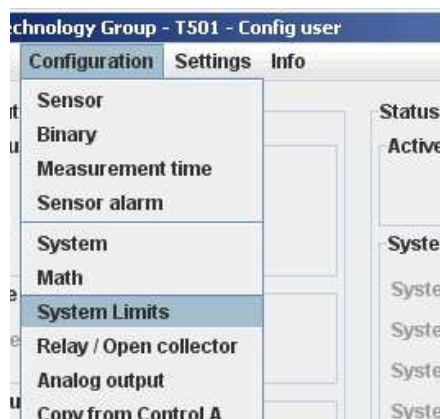 chnology Group - T501 - Config user
Configuration Settings Info
Sensor
Binary
Measurement time
Sensor alarm
System
Math
System Limits
Relay / Open collector
Analog output
Copy from Control A
Status
Active
Syste
Syste
Syste
Syste
Syste